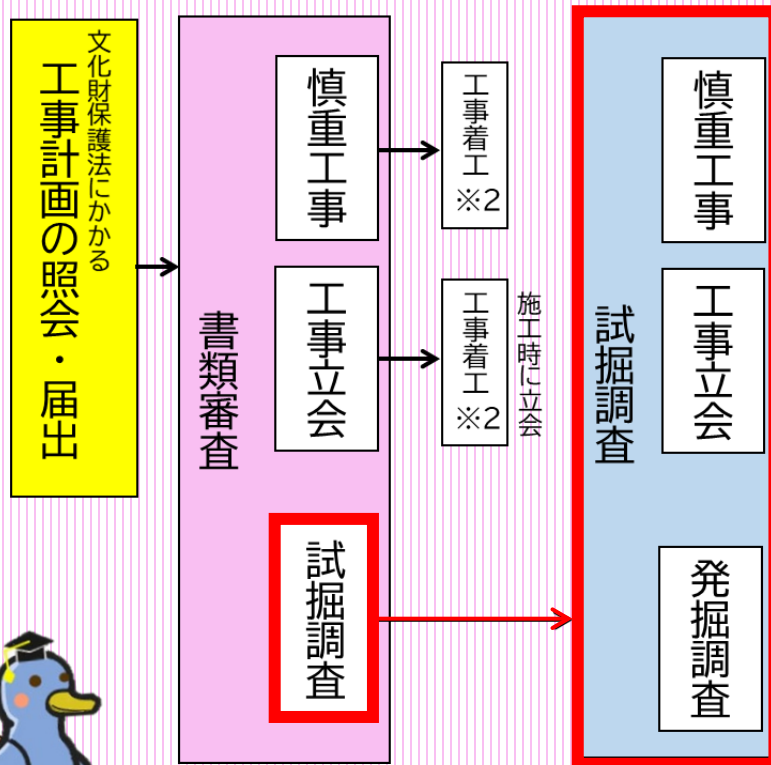 文化財保護法にかかる
工事計画の照会・届出
書類審査
慎重工事
工事立会
試掘調査
工事着工
※2
工事着工
※2
施工時に立会
試掘調査
慎重工事
工事立会
発掘調査